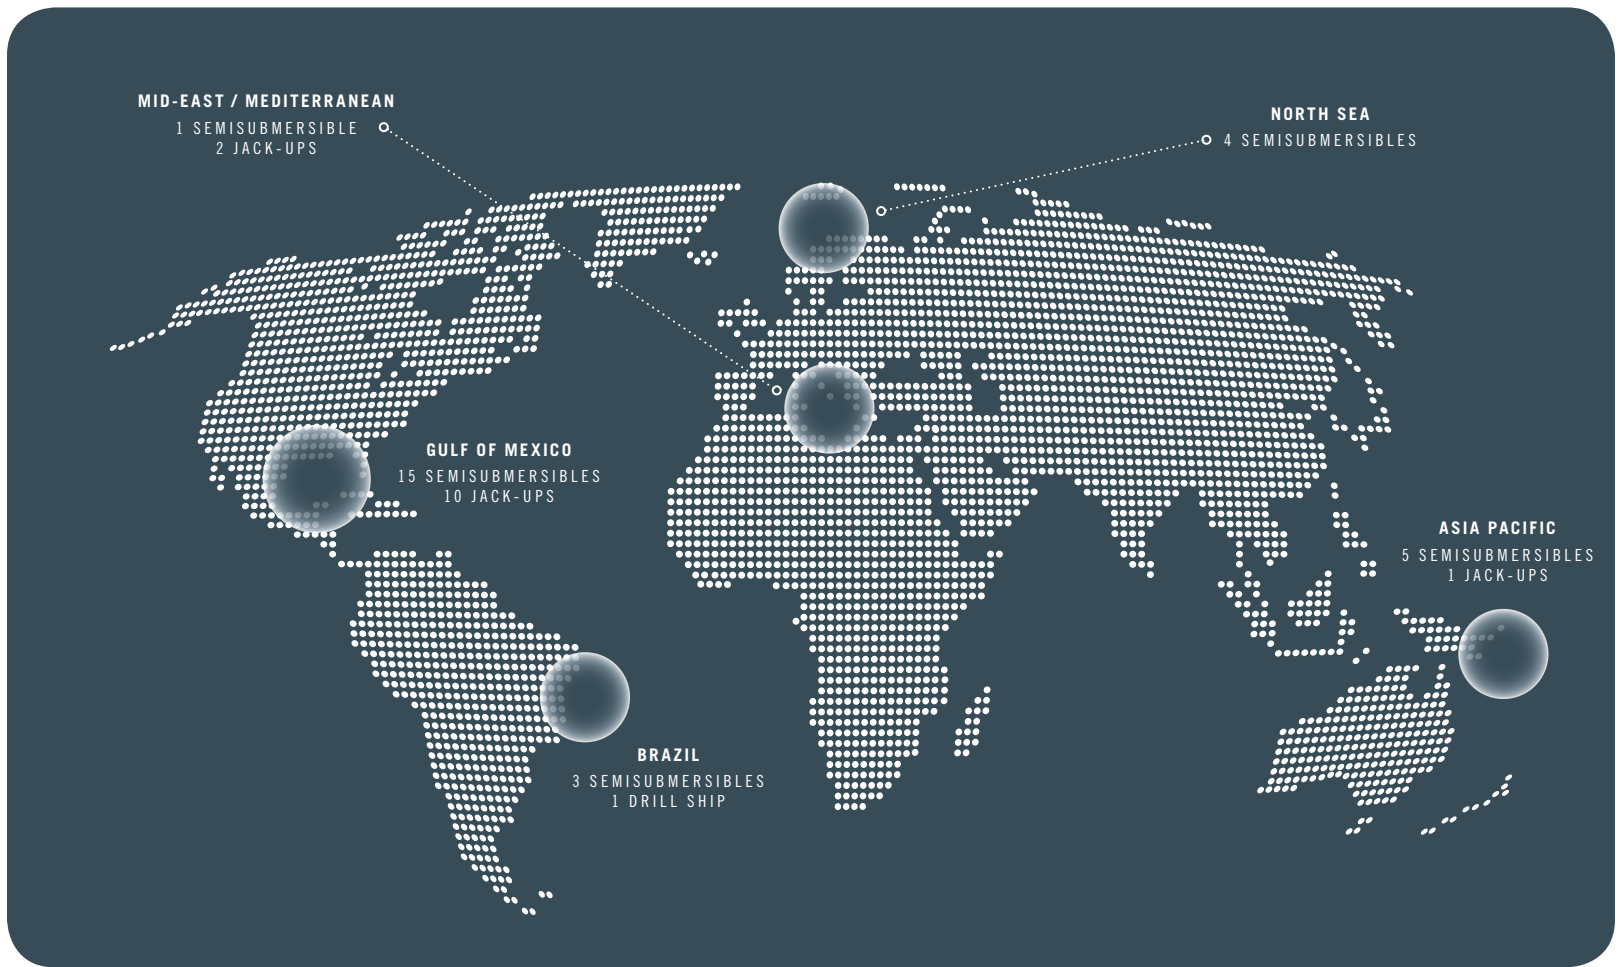 MID-EAST / MEDITERRANEAN
1 SEMISUBMERSIBLE
2 JACK-UPS
NORTH SEA
4 SEMISUBMERSIBLES
GULF OF MEXICO
15 SEMISUBMERSIBLES
10 JACK-UPS
ASIA PACIFIC
5 SEMISUBMERSIBLES
1 JACK-UPS
BRAZIL
3 SEMISUBMERSIBLES
1 DRILL SHIP